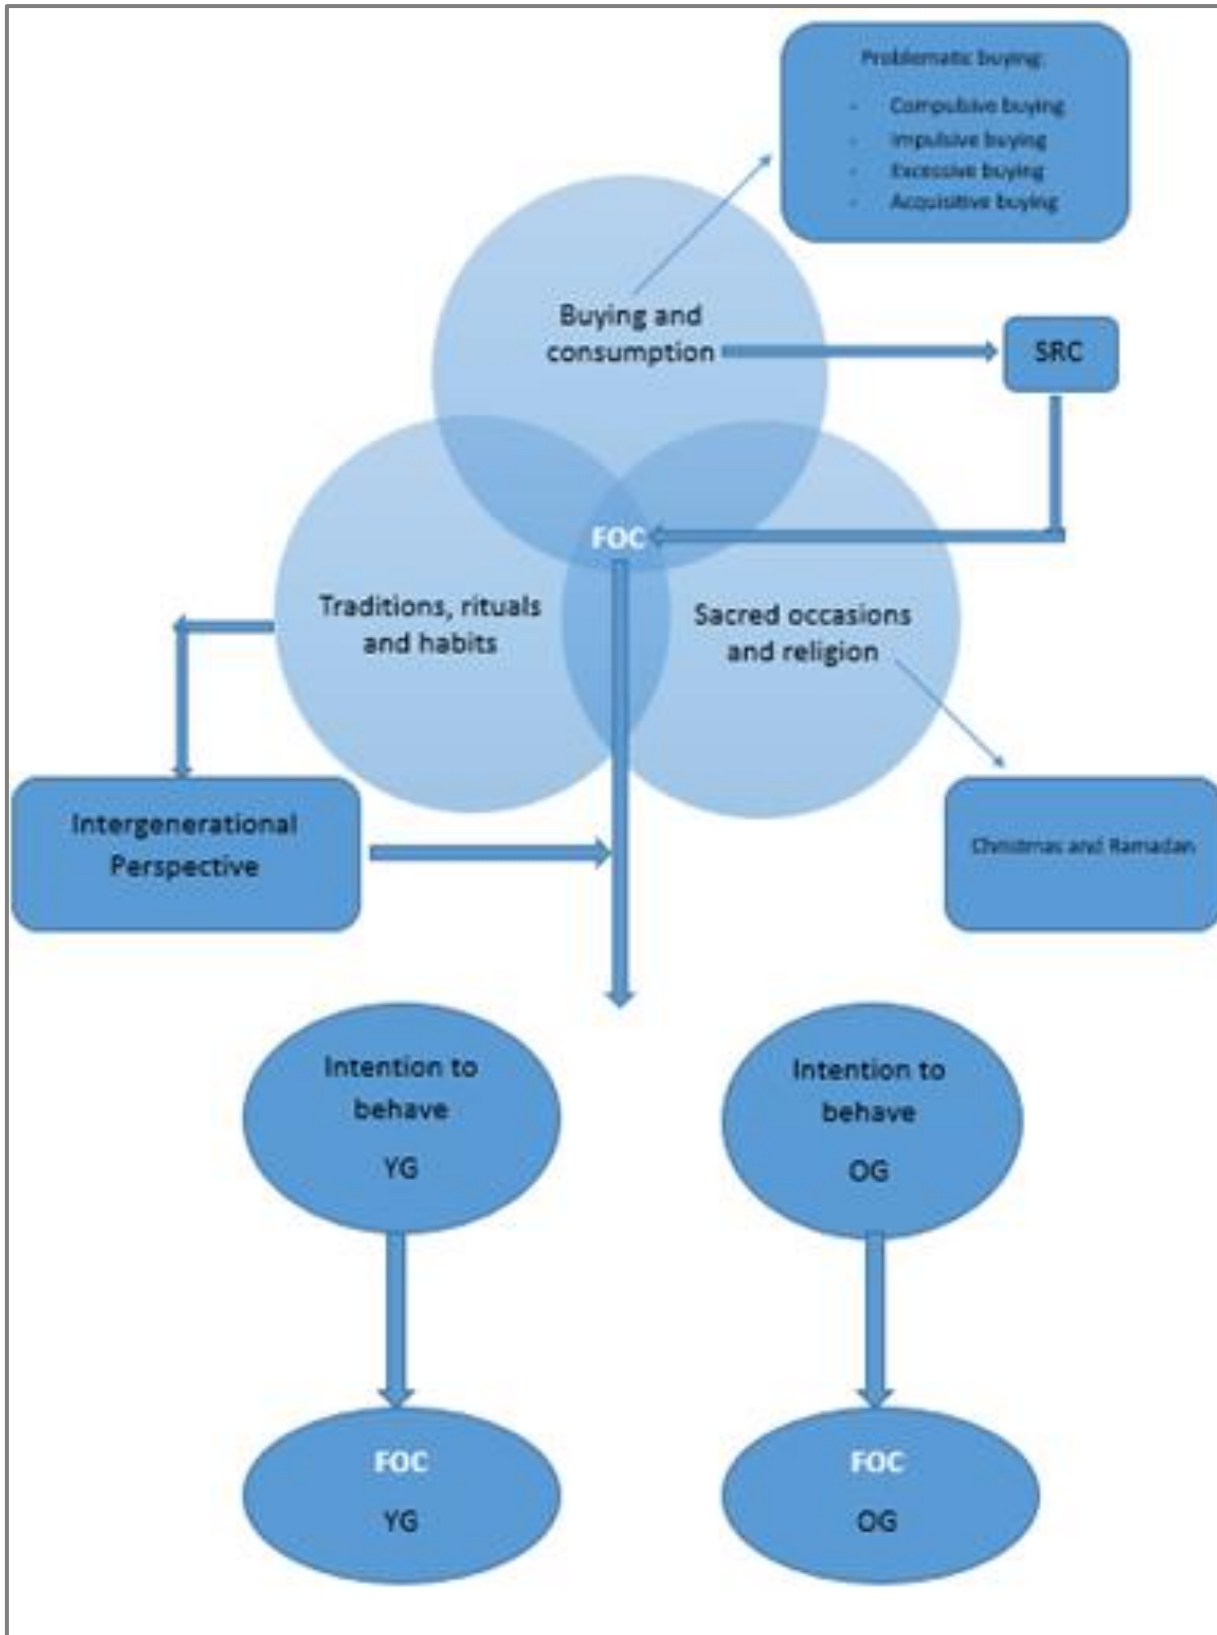 Problematic buying:
- Compulsive buying
- Impulsive buying
- Excessive buying
- Acquisitive buying
Buying and
consumption
SRC
FOC
Traditions, rituals
and habits
Sacred occasions
and religion
Intergenerational
Perspective
Christmas and Ramadan
Intention to
behave
YG
Intention to
behave
OG
FOC
YG
FOC
OG